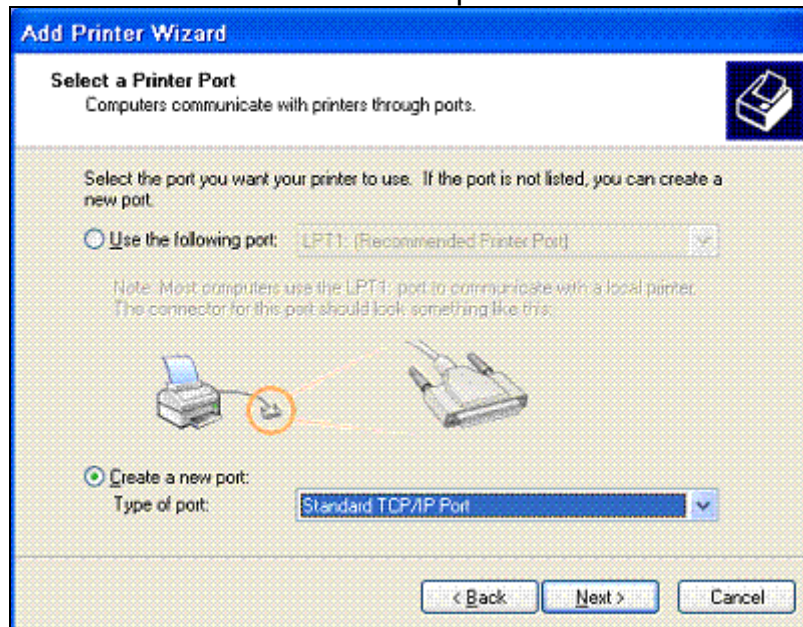 Add Printer Wizard
Select a Printer Port
Computers communicate with printers through ports.
Select the port you want your printer to use. If the port is not listed, you can create a
new port.
Use the following port: LPT1: (Recommended Printer Port)
Note: Most computers use the LPT1: port to communicate with a local printer.
The connector for this port should look something like this:
Create a new port:
Type of port: Standard TCP/IP Port
< Back Next > Cancel